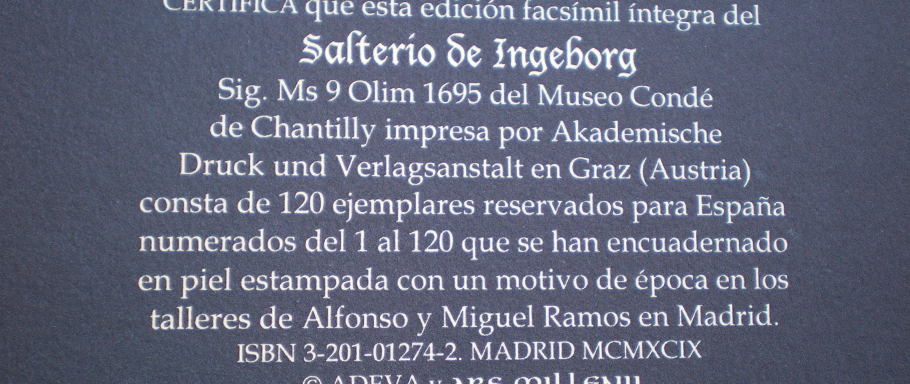 CERTIFICA que esta edición facsímil íntegra del
Salterio de Ingeborg
Sig. Ms 9 Olim 1695 del Museo Condé
de Chantilly impresa por Akademische
Druck und Verlagsanstalt en Graz (Austria)
consta de 120 ejemplares reservados para España
numerados del 1 al 120 que se han encuadernado
en piel estampada con un motivo de época en los
talleres de Alfonso y Miguel Ramos en Madrid.
ISBN 3-201-01274-2. MADRID MCMXCIX
© ADEVA y ARS MILLENII